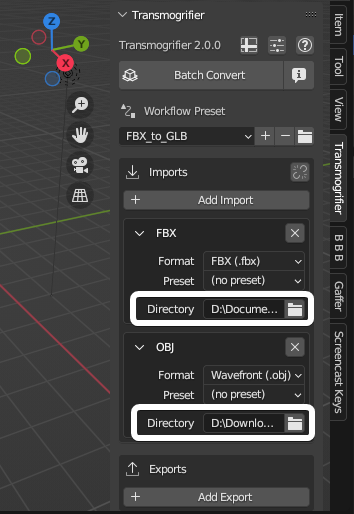 Z
Y
X
Transmogrifier
Transmogrifier 2.0.0
Batch Convert
Workflow Preset
FBX_to_GLB
Imports
Add Import
FBX
Format FBX (.fbx)
Preset (no preset)
Directory D:\Docume...
OBJ
Format Wavefront (.obj)
Preset (no preset)
Directory D:\Downlo...
Exports
Add Export
Item
Tool
View
Transmogrifier
B B B
Gaffer
Screencast Keys